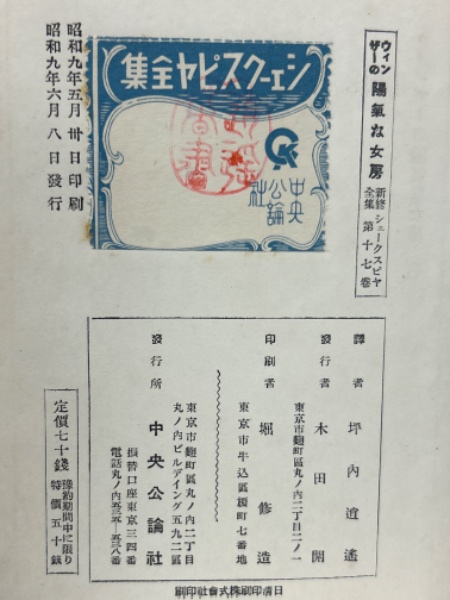 ウィンザーの 陽氣な女房 新修シェークスピヤ全集 第十七卷
シェークスピヤ全集
中央公論社
昭和九年五月卅日印刷
昭和九年六月八日發行
譯者 坪內逍遙
東京市麴町區丸ノ內二丁目二ノ一
發行者 木田開
印刷者 堀修造
東京市牛込區榎町七番地
東京市麴町區丸ノ內二丁目
丸ノ內ビルデイング五九二區
發行所 中央公論社
振替口座東京三四番
電話丸ノ內
定價七十錢 豫約期間中に限り特價五十錢
日清印刷株式會社印刷